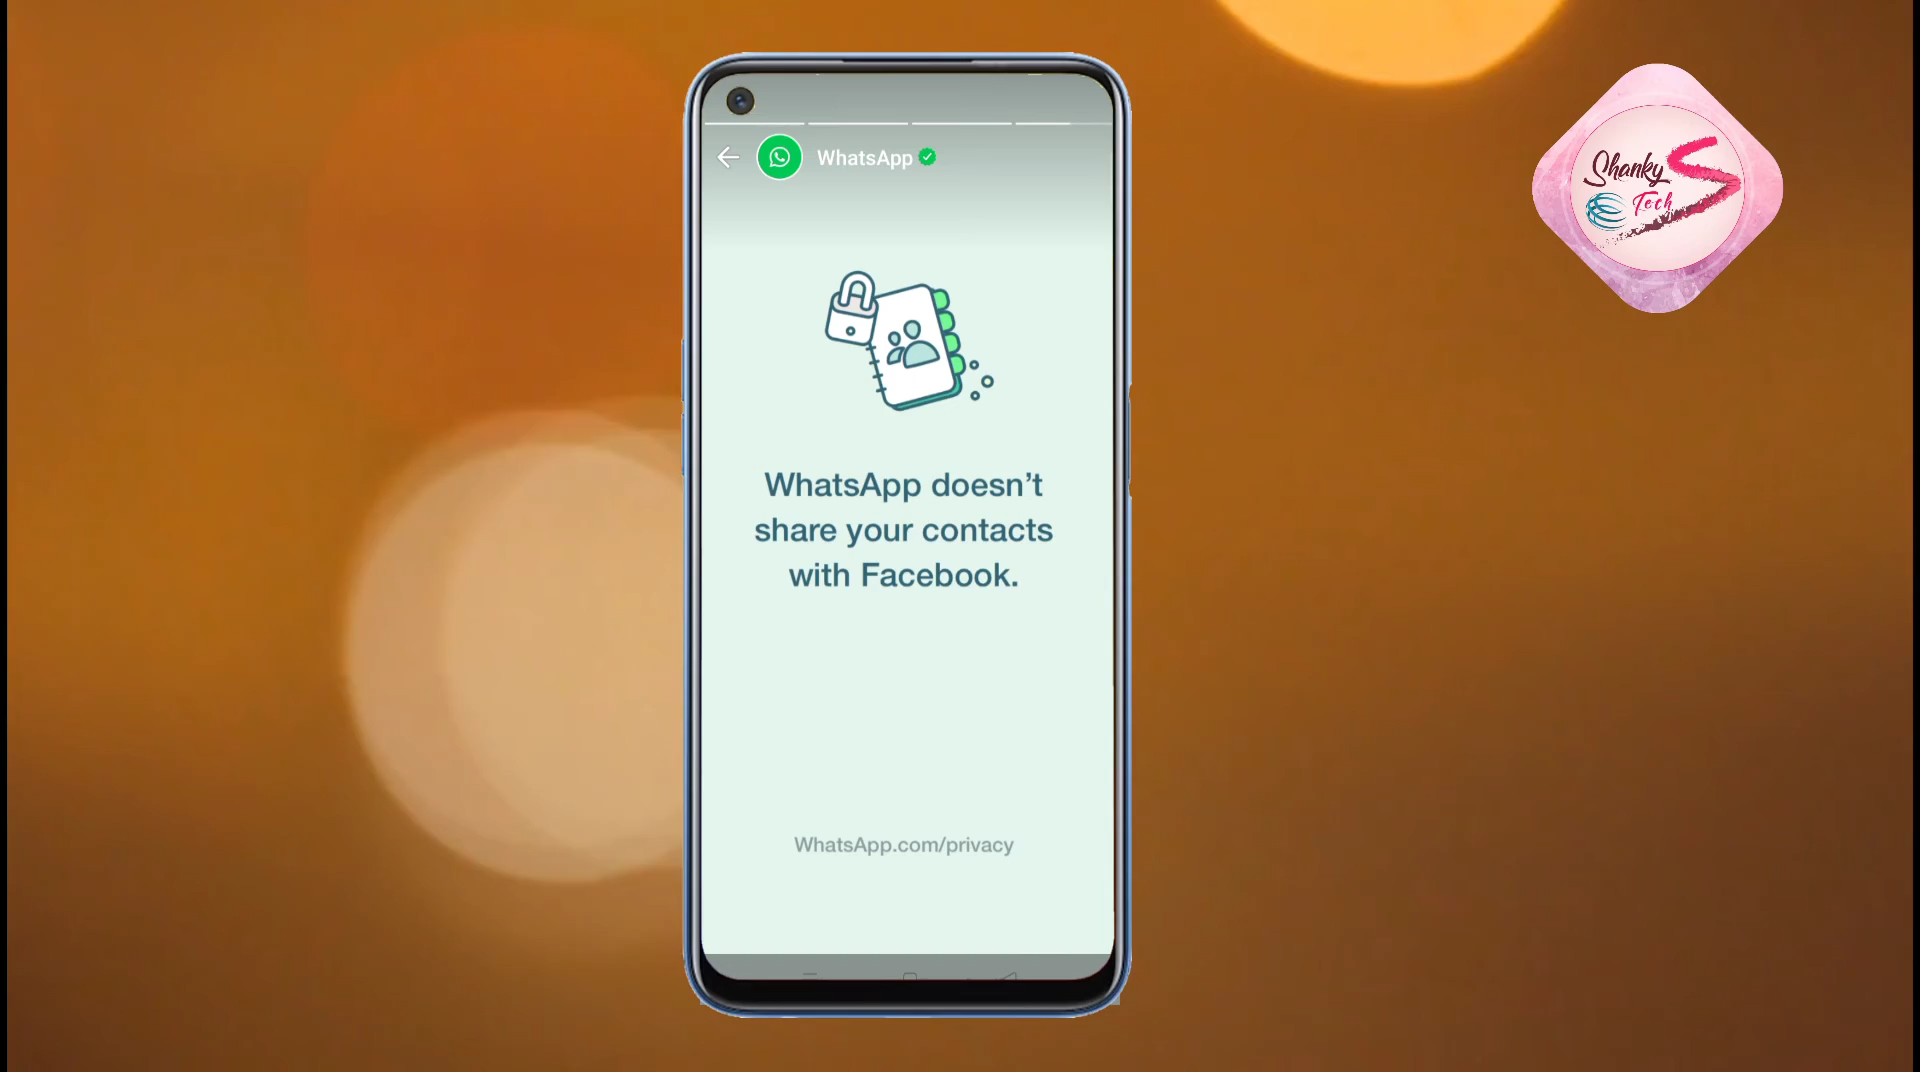 WhatsApp
WhatsApp doesn’t
share your contacts
with Facebook.
WhatsApp.com/privacy
Shanky
Tech